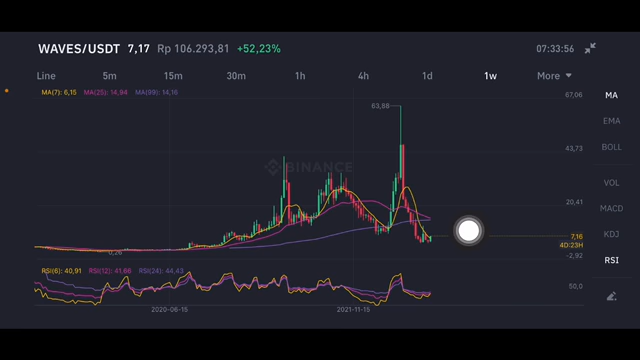 WAVES/USDT 7,17 Rp 106.293,81 +52,23% 07:33:56
Line 5m 15m 30m 1h 4h 1d 1w More
MA(7): 6,15 MA(25): 14,94 MA(99): 14,16
67,06
MA
63,88
EMA
43,73
BOLL
BINANCE
VOL
20,41
MACD
7,16
KDJ
4D:23H
0,26
-2,92
RSI(6): 40,91 RSI(12): 41,66 RSI(24): 44,43
RSI
50,0
2020-06-15 2021-11-15